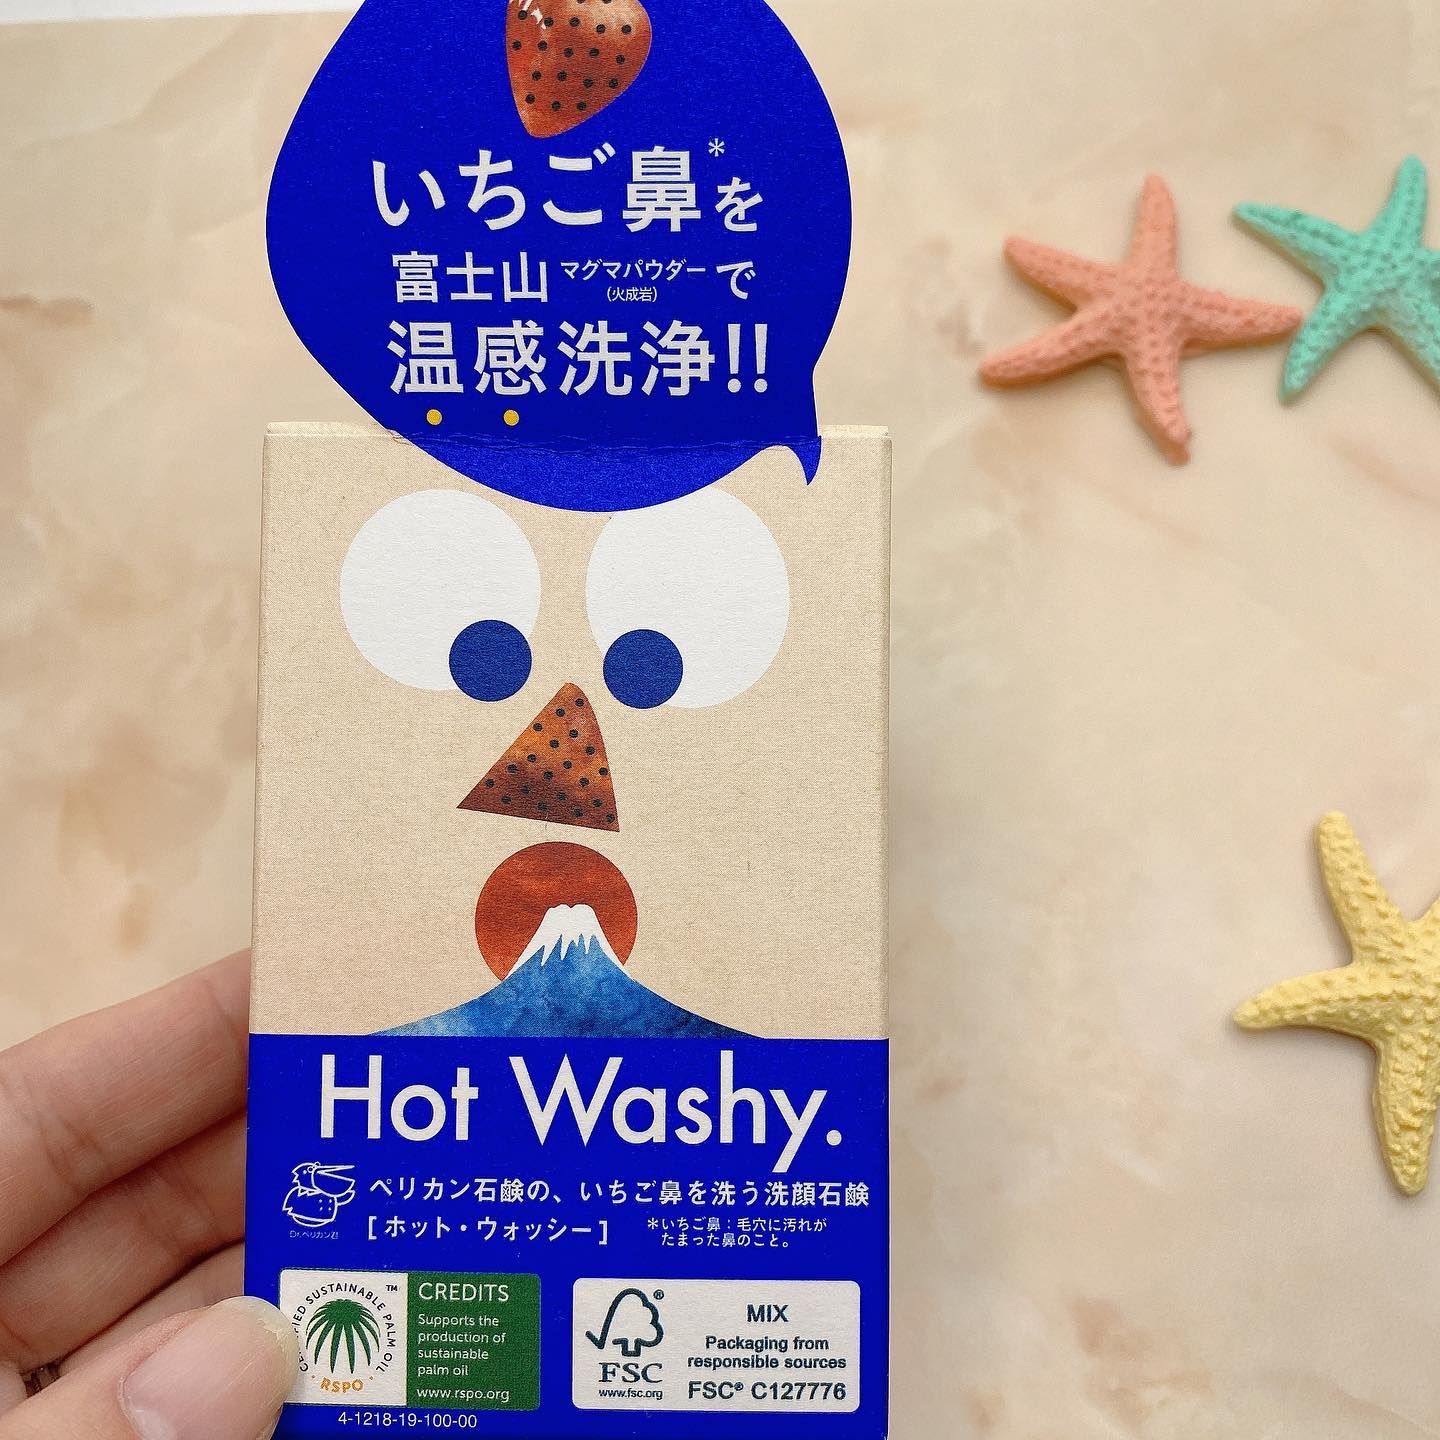 いちご鼻*を
富士山マグマパウダーで
(火成岩)
温感洗浄!!
Hot Washy.
ペリカン石鹸の、いちご鼻を洗う洗顔石鹸
[ホット・ウォッシー]
*いちご鼻：毛穴に汚れが
たまった鼻のこと。
Dr.ペリカンZ!
SUSTAINABLE PALM OIL
RSPO
TM
CREDITS
Supports the
production of
sustainable
palm oil
www.rspo.org
4-1218-19-100-00
®
FSC
www.fsc.org
MIX
Packaging from
responsible sources
FSC® C127776